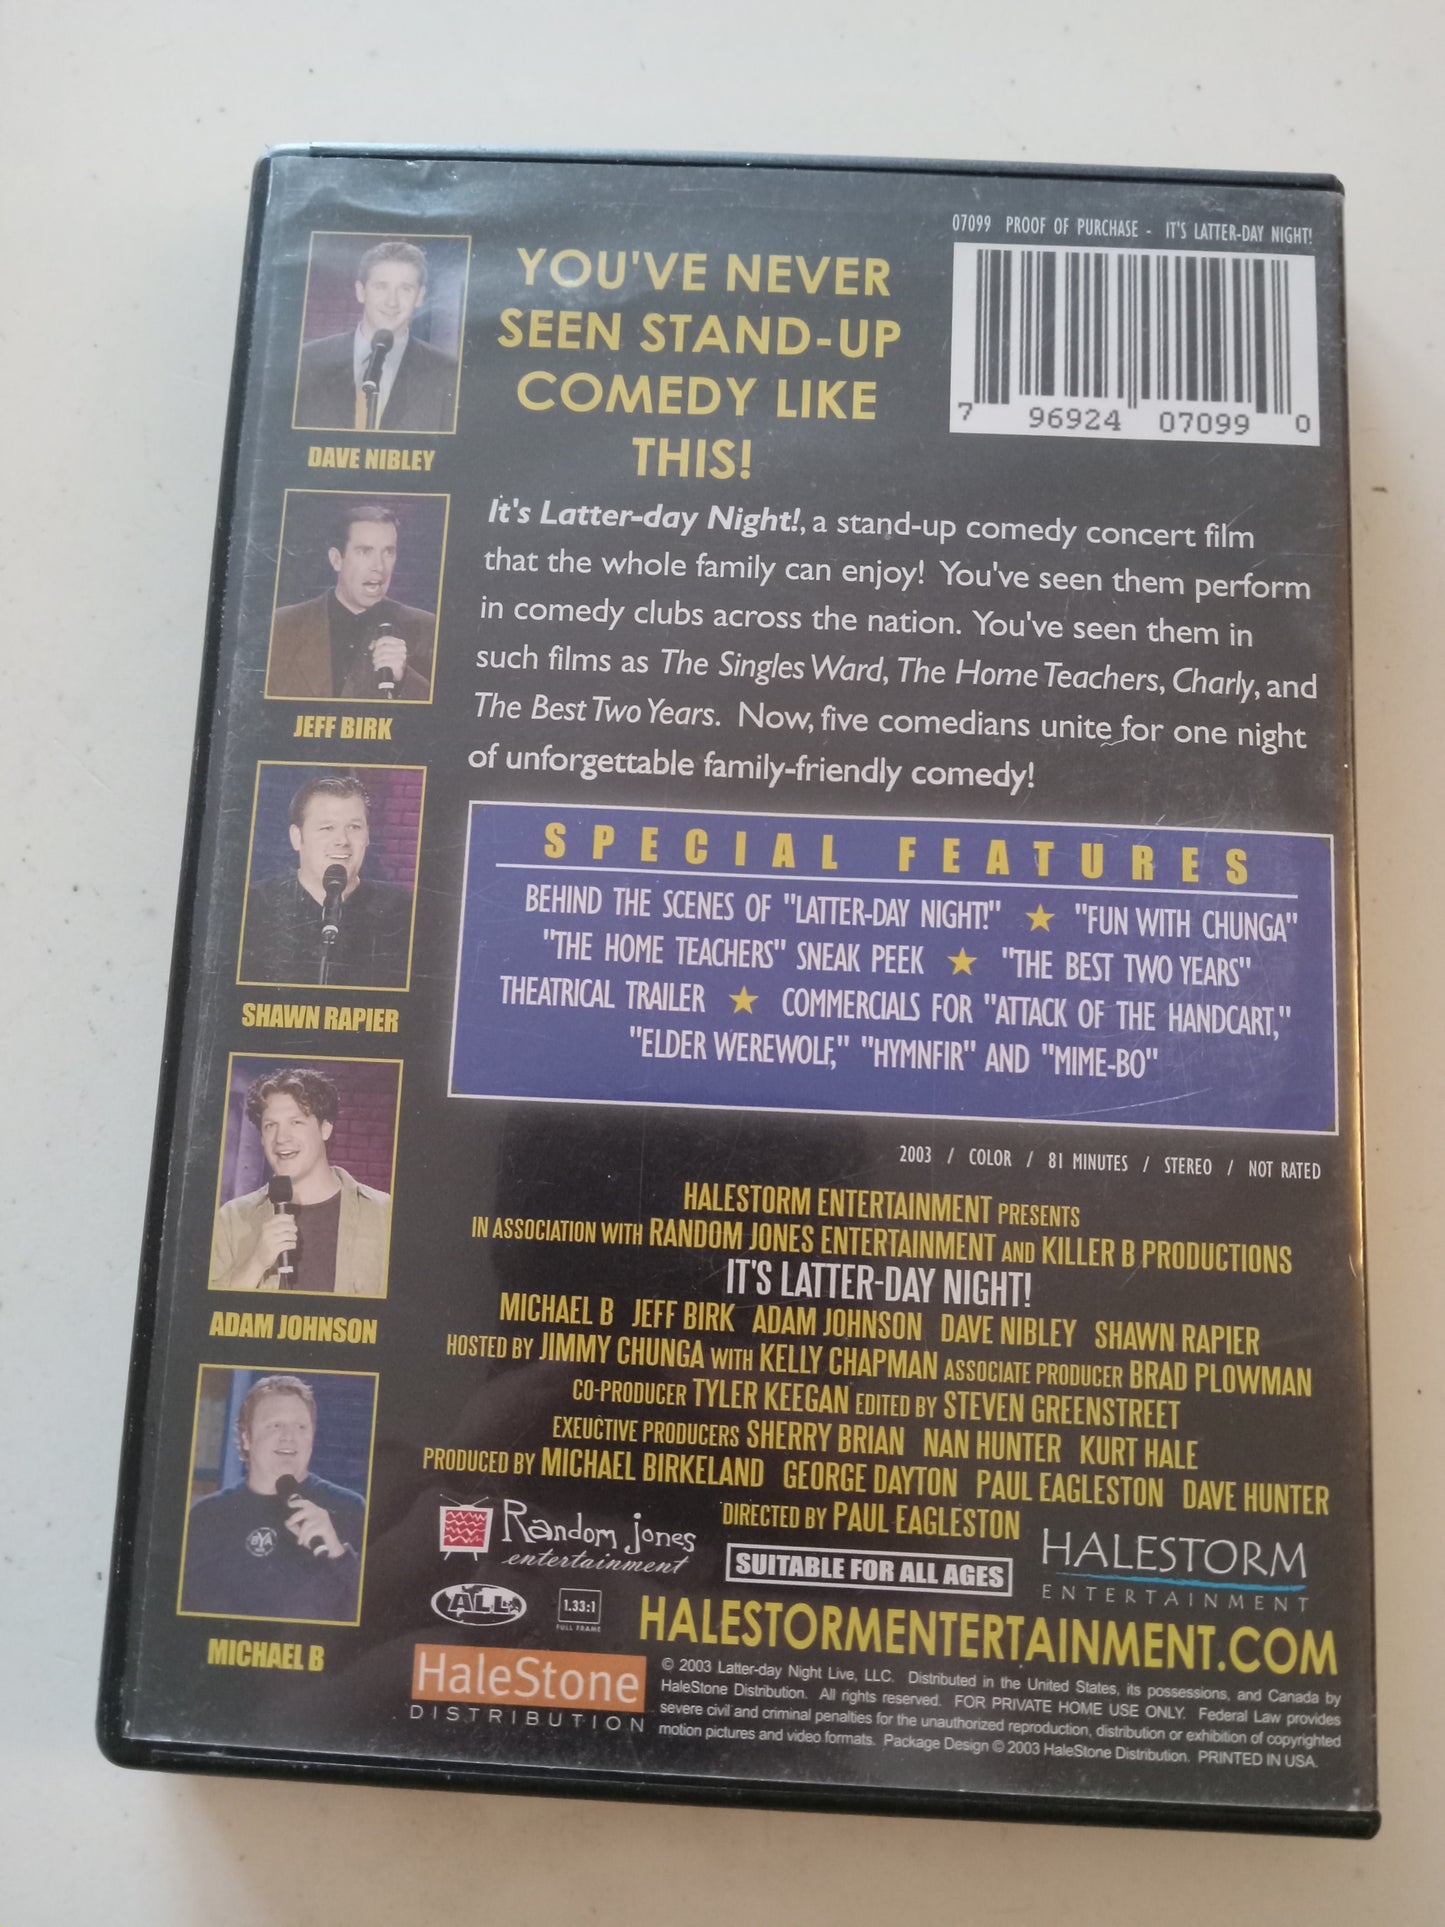 07099 PROOF OF PURCHASE - IT'S LATTER-DAY NIGHT!
7 96924 07099 0
YOU'VE NEVER
SEEN STAND-UP
COMEDY LIKE
THIS!
DAVE NIBLEY
JEFF BIRK
SHAWN RAPIER
ADAM JOHNSON
MICHAEL B
It's Latter-day Night!, a stand-up comedy concert film
that the whole family can enjoy! You've seen them perform
in comedy clubs across the nation. You've seen them in
such films as The Singles Ward, The Home Teachers, Charly, and
The Best Two Years. Now, five comedians unite for one night
of unforgettable family-friendly comedy!
SPECIAL FEATURES
BEHIND THE SCENES OF "LATTER-DAY NIGHT!" ★ "FUN WITH CHUNGA"
"THE HOME TEACHERS" SNEAK PEEK ★ "THE BEST TWO YEARS"
THEATRICAL TRAILER ★ COMMERCIALS FOR "ATTACK OF THE HANDCART,"
"ELDER WEREWOLF," "HYMNFIR" AND "MIME-BO"
2003 / COLOR / 81 MINUTES / STEREO / NOT RATED
HALESTORM ENTERTAINMENT PRESENTS
IN ASSOCIATION WITH RANDOM JONES ENTERTAINMENT AND KILLER B PRODUCTIONS
IT'S LATTER-DAY NIGHT!
MICHAEL B JEFF BIRK ADAM JOHNSON DAVE NIBLEY SHAWN RAPIER
HOSTED BY JIMMY CHUNGA WITH KELLY CHAPMAN ASSOCIATE PRODUCER BRAD PLOWMAN
CO-PRODUCER TYLER KEEGAN EDITED BY STEVEN GREENSTREET
EXEUCTIVE PRODUCERS SHERRY BRIAN NAN HUNTER KURT HALE
PRODUCED BY MICHAEL BIRKELAND GEORGE DAYTON PAUL EAGLESTON DAVE HUNTER
DIRECTED BY PAUL EAGLESTON
Random jones
entertainment
SUITABLE FOR ALL AGES
HALESTORM
ENTERTAINMENT
BYA
ALL
1.33:1
FULL FRAME
HALESTORMENTERTAINMENT.COM
HaleStone
DISTRIBUTION
© 2003 Latter-day Night Live, LLC. Distributed in the United States, its possessions, and Canada by
HaleStone Distribution. All rights reserved. FOR PRIVATE HOME USE ONLY. Federal Law provides
severe civil and criminal penalties for the unauthorized reproduction, distribution or exhibition of copyrighted
motion pictures and video formats. Package Design © 2003 HaleStone Distribution. PRINTED IN USA.